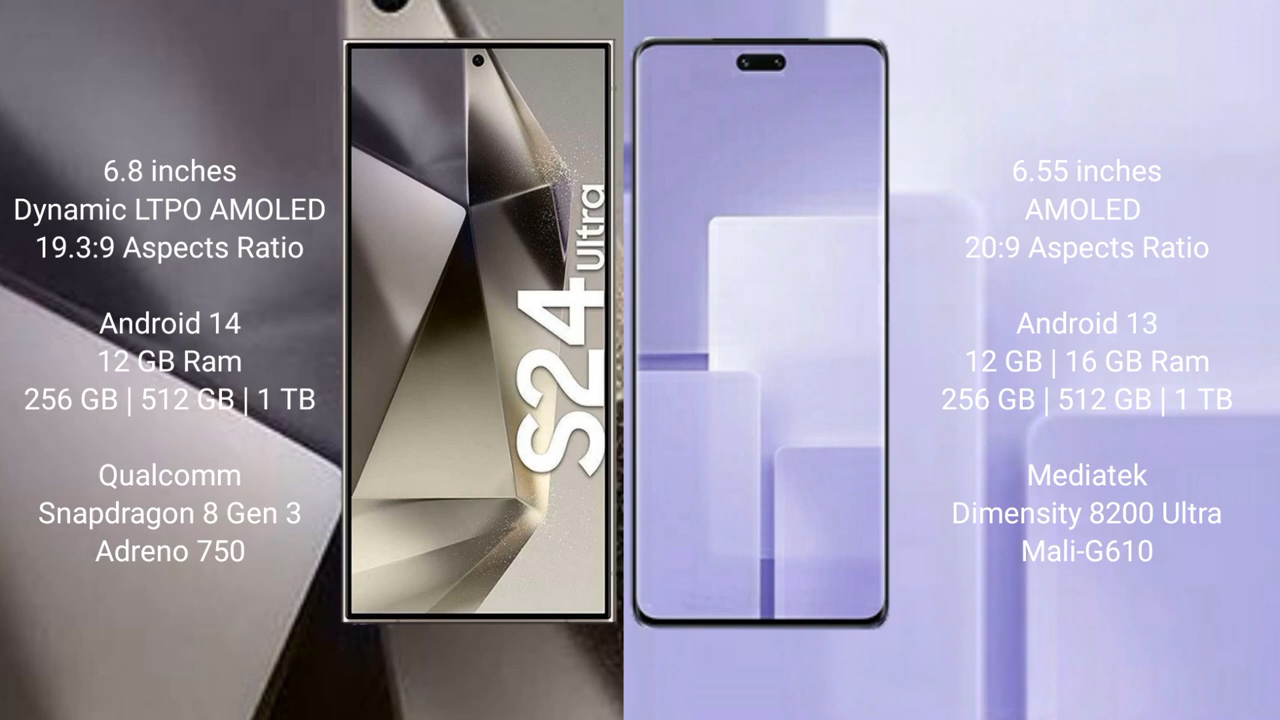 6.8 inches
Dynamic LTPO AMOLED
19.3:9 Aspects Ratio
Android 14
12 GB Ram
256 GB | 512 GB | 1 TB
Qualcomm
Snapdragon 8 Gen 3
Adreno 750
S24 Ultra
6.55 inches
AMOLED
20:9 Aspects Ratio
Android 13
12 GB | 16 GB Ram
256 GB | 512 GB | 1 TB
Mediatek
Dimensity 8200 Ultra
Mali-G610